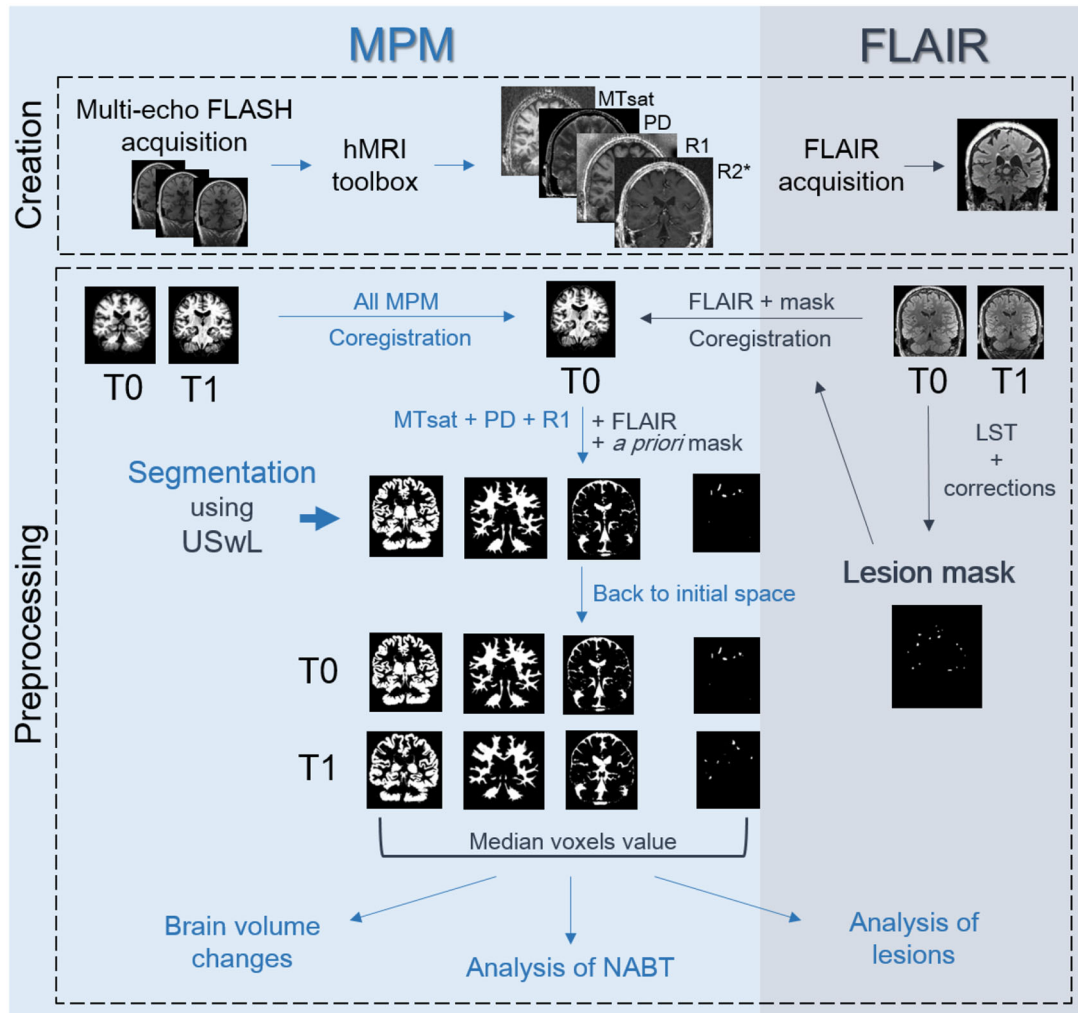 MPM
FLAIR
Creation
Multi-echo FLASH
acquisition
hMRI
toolbox
MTsat
PD
R1
R2*
FLAIR
acquisition
Preprocessing
T0
T1
All MPM
Coregistration
T0
FLAIR + mask
Coregistration
T0
T1
MTsat + PD + R1
+ FLAIR
+ a priori mask
LST
+
corrections
Segmentation
using
USwL
Lesion mask
Back to initial space
T0
T1
Median voxels value
Brain volume
changes
Analysis of NABT
Analysis of
lesions